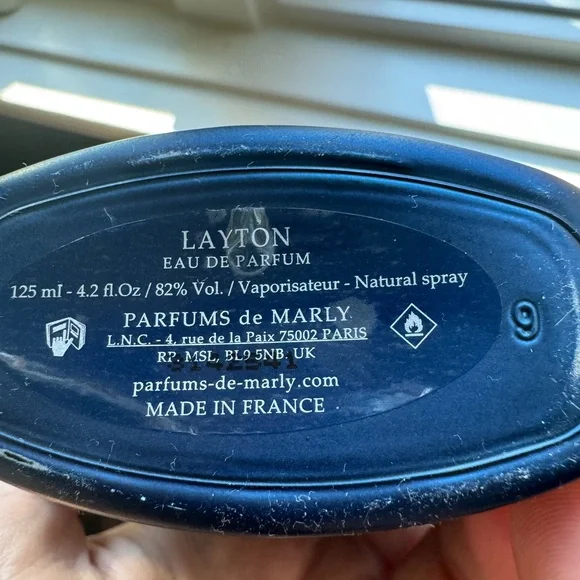 LAYTON
EAU DE PARFUM
125 ml - 4.2 fl.Oz / 82% Vol. / Vaporisateur - Natural spray
PARFUMS de MARLY
L.N.C. - 4, rue de la Paix 75002 PARIS
RP, MSL, BL9 5NB, UK
parfums-de-marly.com
MADE IN FRANCE
9